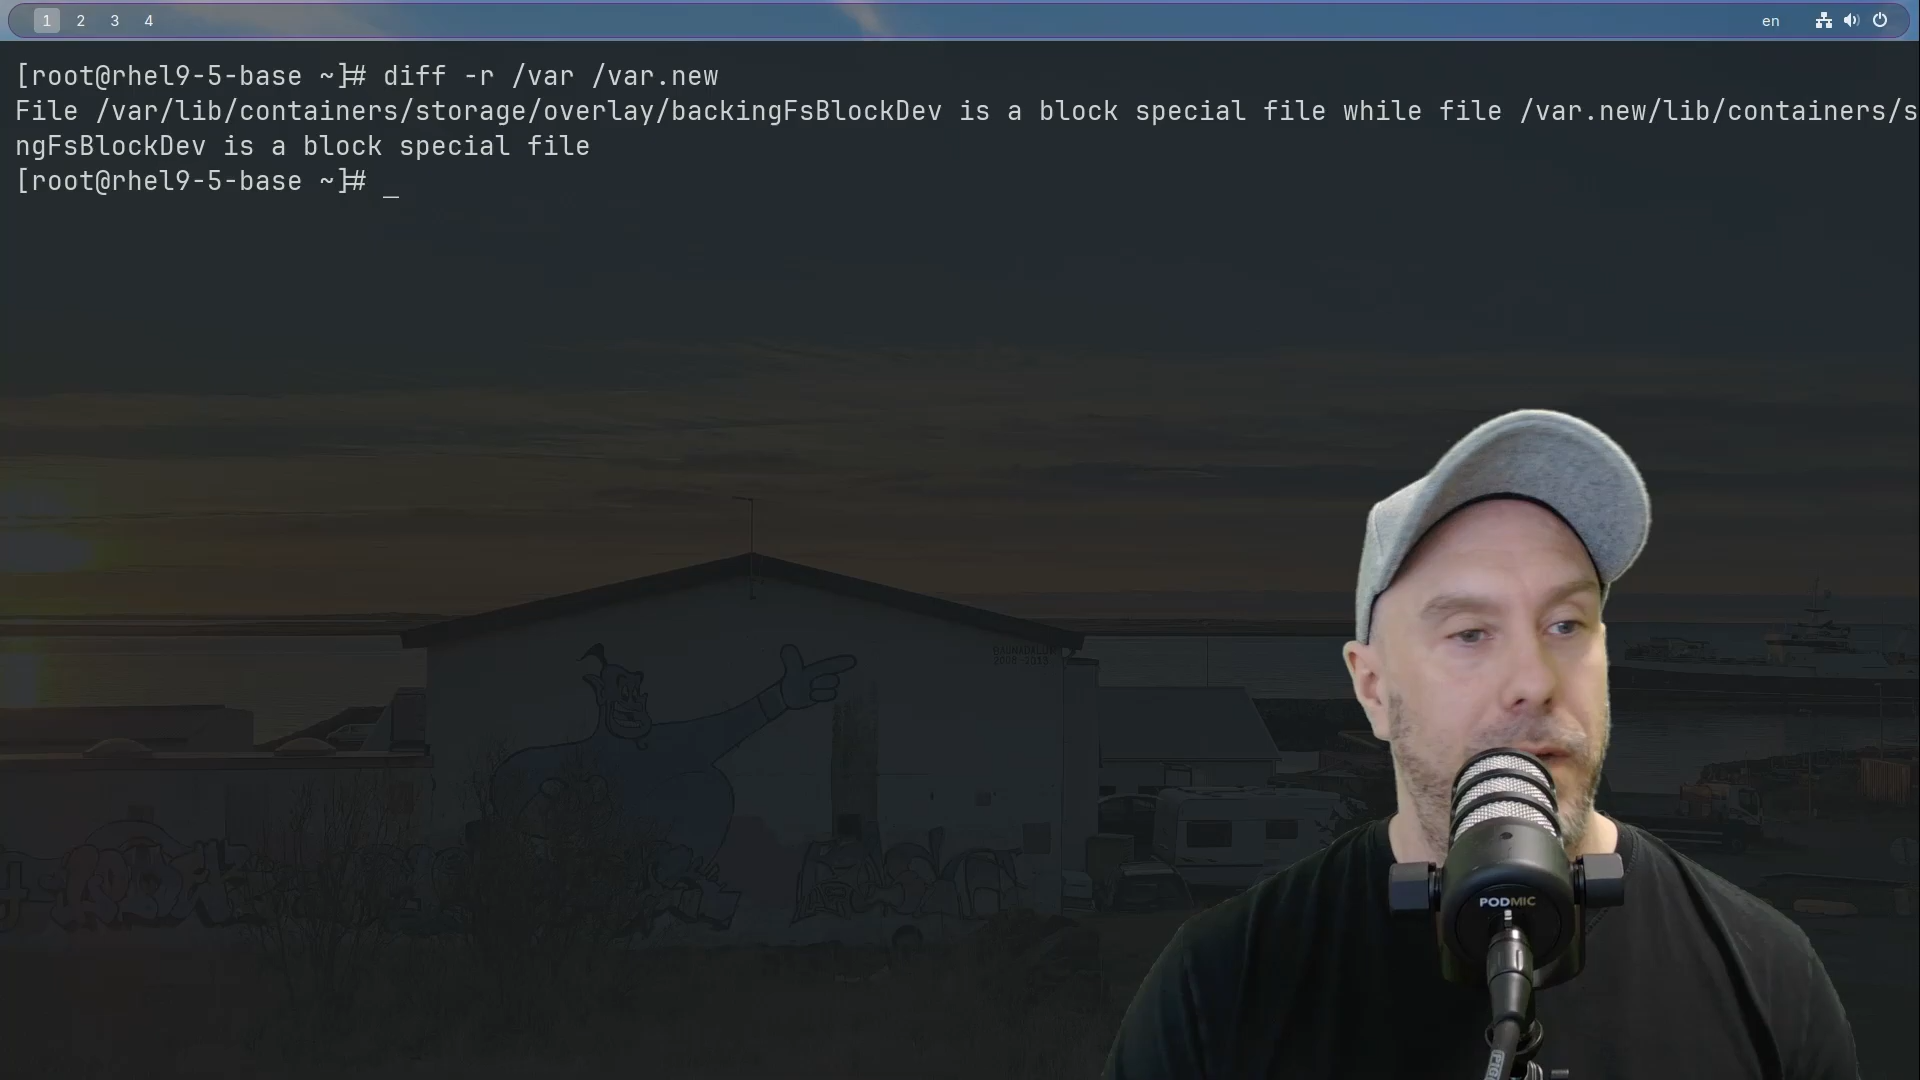 1 2 3 4 en
[root@rhel9-5-base ~]# diff -r /var /var.new
File /var/lib/containers/storage/overlay/backingFsBlockDev is a block special file while file /var.new/lib/containers/s
ngFsBlockDev is a block special file
[root@rhel9-5-base ~]# _
PODMIC